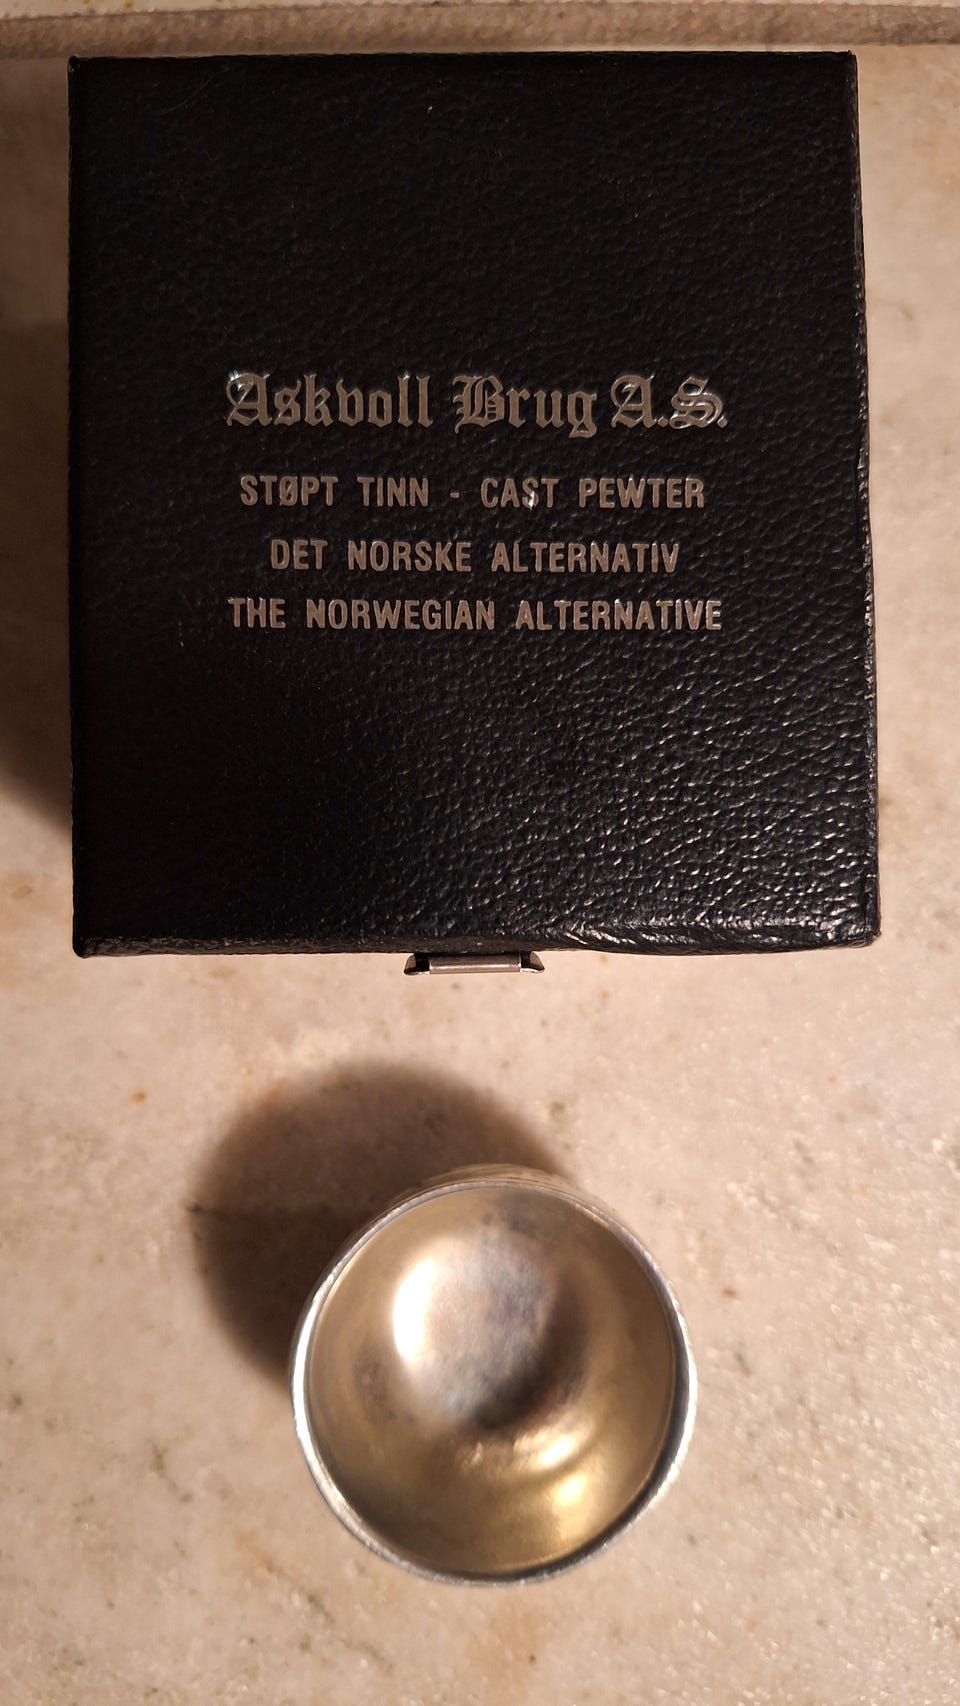 Askvoll Brug A.S.
STØPT TINN - CAST PEWTER
DET NORSKE ALTERNATIV
THE NORWEGIAN ALTERNATIVE